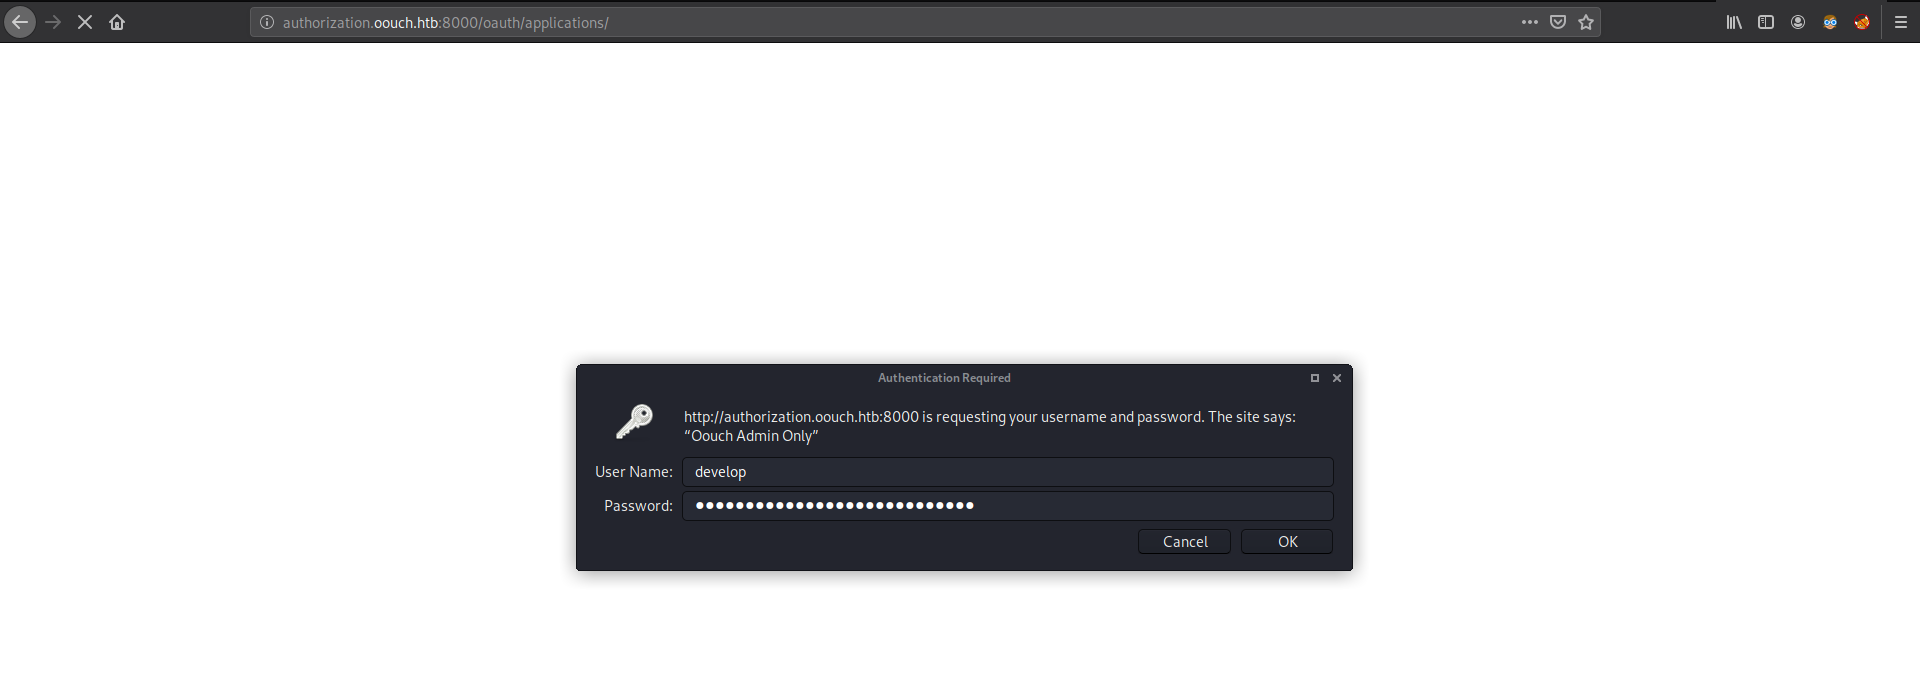 authorization.oouch.htb:8000/oauth/applications/
Authentication Required
http://authorization.oouch.htb:8000 is requesting your username and password. The site says:
“Oouch Admin Only”
User Name: develop
Password: ••••••••••••••••••••••••••••
Cancel OK